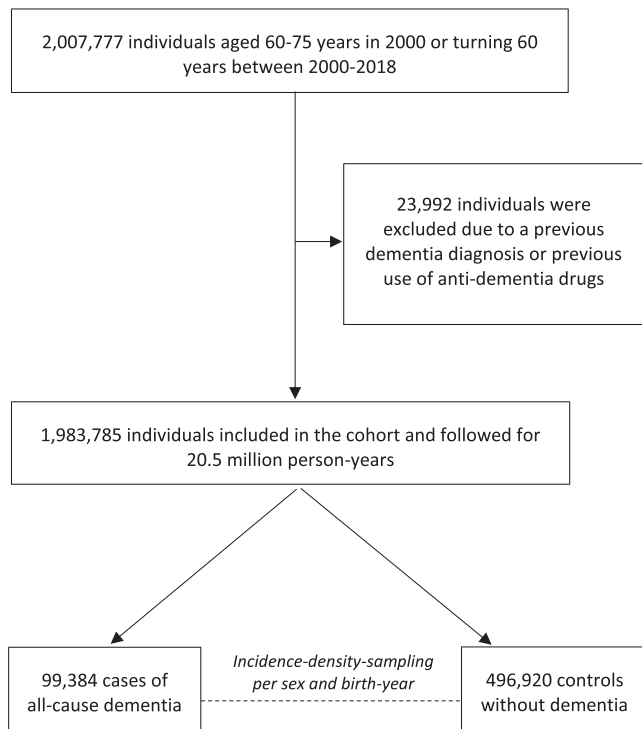 2,007,777 individuals aged 60-75 years in 2000 or turning 60
years between 2000-2018
23,992 individuals were
excluded due to a previous
dementia diagnosis or previous
use of anti-dementia drugs
1,983,785 individuals included in the cohort and followed for
20.5 million person-years
99,384 cases of
all-cause dementia
Incidence-density-sampling
per sex and birth-year
496,920 controls
without dementia